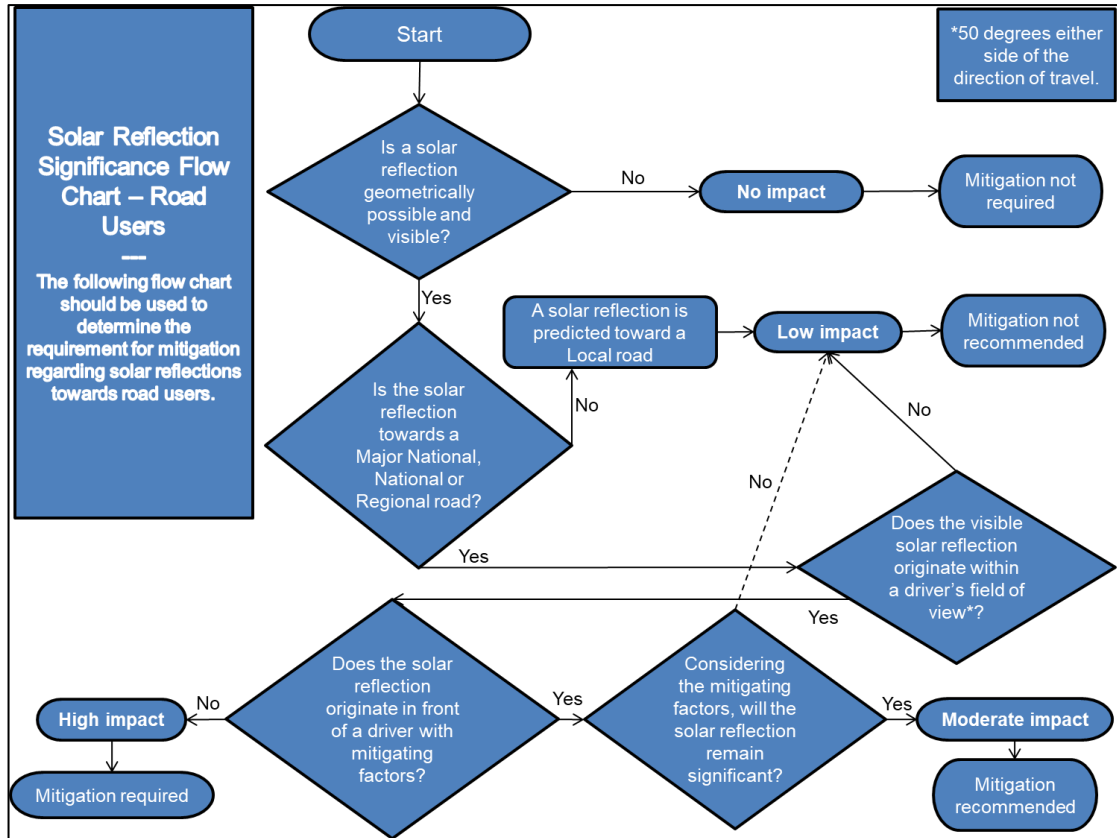 Solar Reflection
Significance Flow
Chart – Road
Users
—
The following flow chart
should be used to
determine the
requirement for mitigation
regarding solar reflections
towards road users.
Start
*50 degrees either
side of the
direction of travel.
Is a solar
reflection
geometrically
possible and
visible?
No
No impact
Mitigation not
required
Yes
Is the solar
reflection
towards a
Major National,
National or
Regional road?
No
A solar reflection is
predicted toward a
Local road
Low impact
Mitigation not
recommended
Yes
Does the visible
solar reflection
originate within
a driver’s field of
view*?
No
Yes
Does the solar
reflection
originate in front
of a driver with
mitigating
factors?
No
High impact
Mitigation required
Yes
Considering
the mitigating
factors, will the
solar reflection
remain
significant?
No
Yes
Moderate impact
Mitigation
recommended